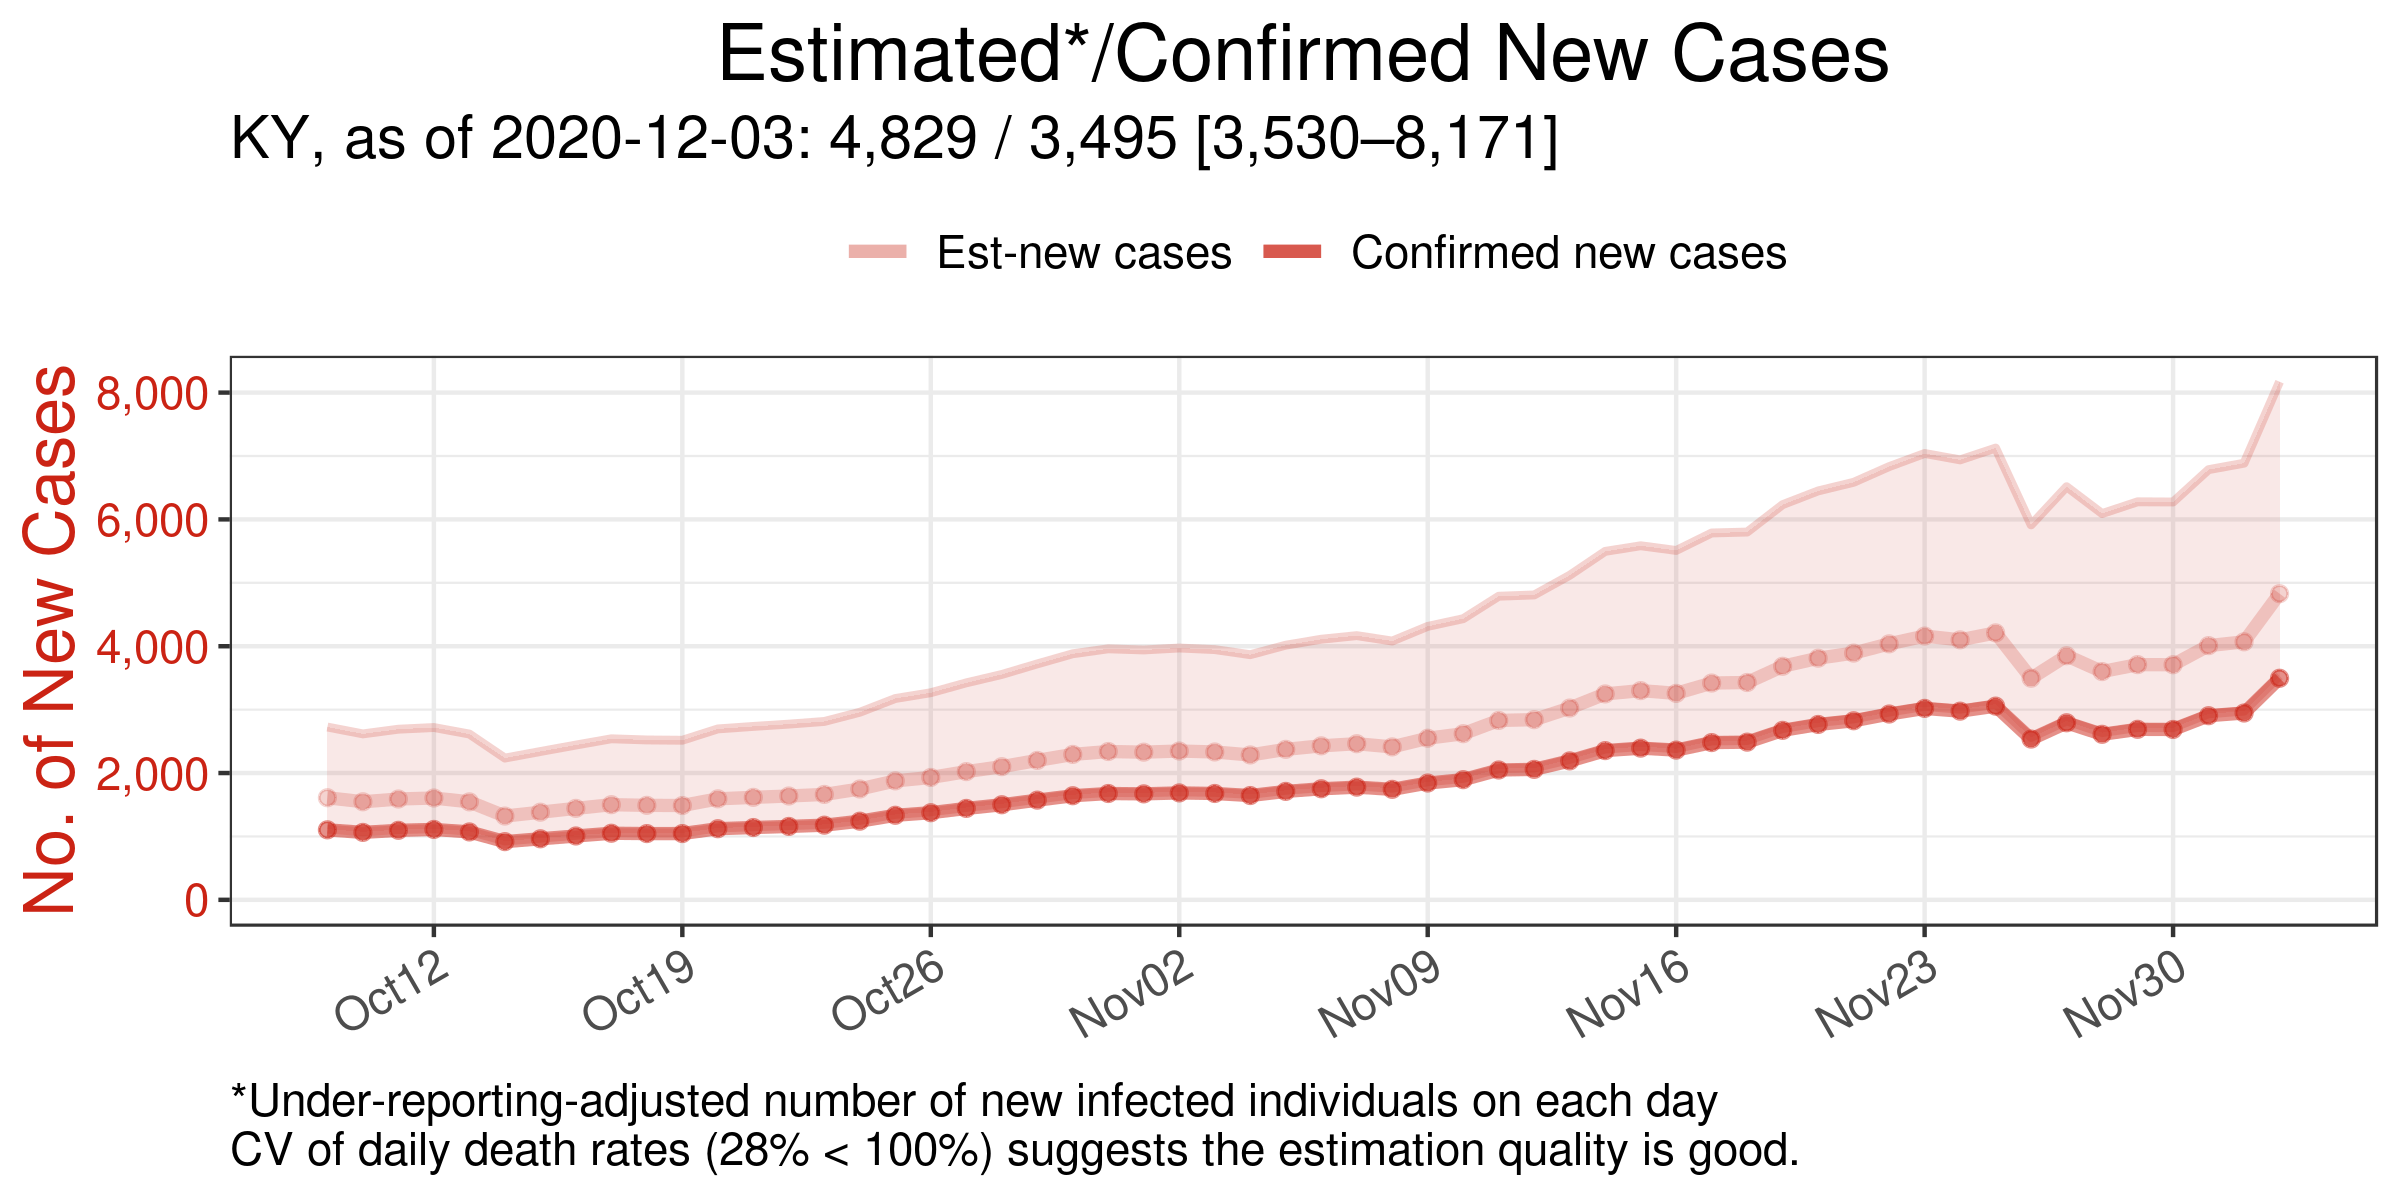 Estimated*/Confirmed New Cases
KY, as of 2020-12-03: 4,829 / 3,495 [3,530–8,171]
Est-new cases
Confirmed new cases
No. of New Cases
8,000
6,000
4,000
2,000
0
Oct12
Oct19
Oct26
Nov02
Nov09
Nov16
Nov23
Nov30
*Under-reporting-adjusted number of new infected individuals on each day
CV of daily death rates (28% < 100%) suggests the estimation quality is good.